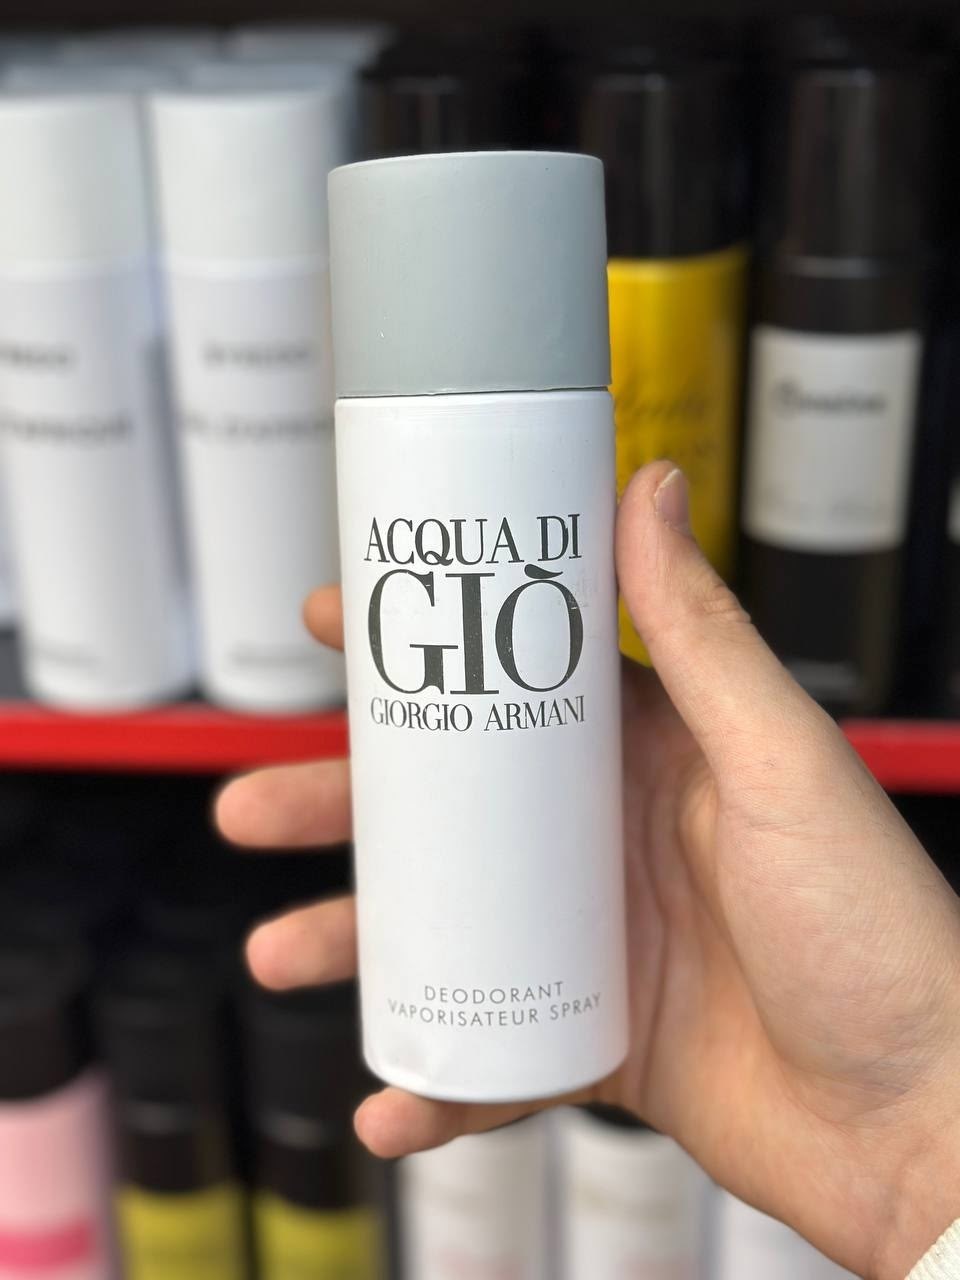 ACQUA DI
GIÒ
GIORGIO ARMANI
DEODORANT
VAPORISATEUR SPRAY